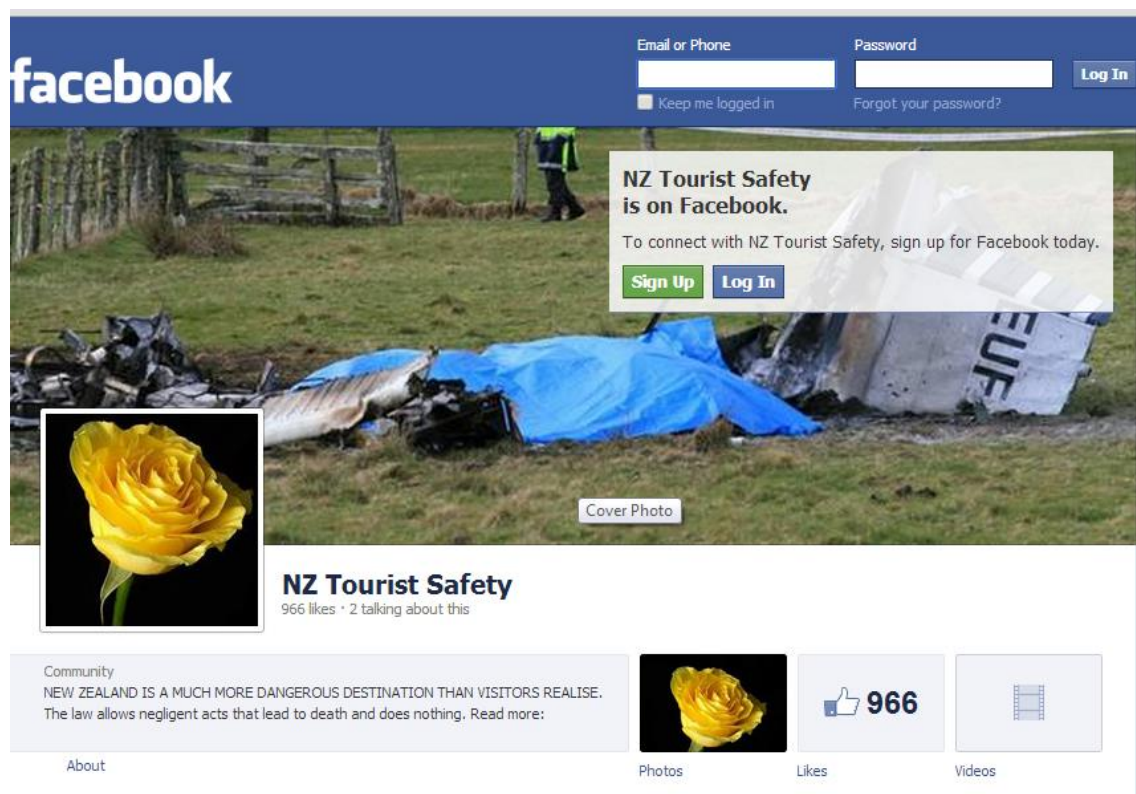 facebook
Email or Phone
Password
Log In
Keep me logged in
Forgot your password?
NZ Tourist Safety
is on Facebook.
To connect with NZ Tourist Safety, sign up for Facebook today.
Sign Up
Log In
EUF
Cover Photo
NZ Tourist Safety
966 likes · 2 talking about this
Community
NEW ZEALAND IS A MUCH MORE DANGEROUS DESTINATION THAN VISITORS REALISE.
The law allows negligent acts that lead to death and does nothing. Read more:
966
About
Photos
Likes
Videos